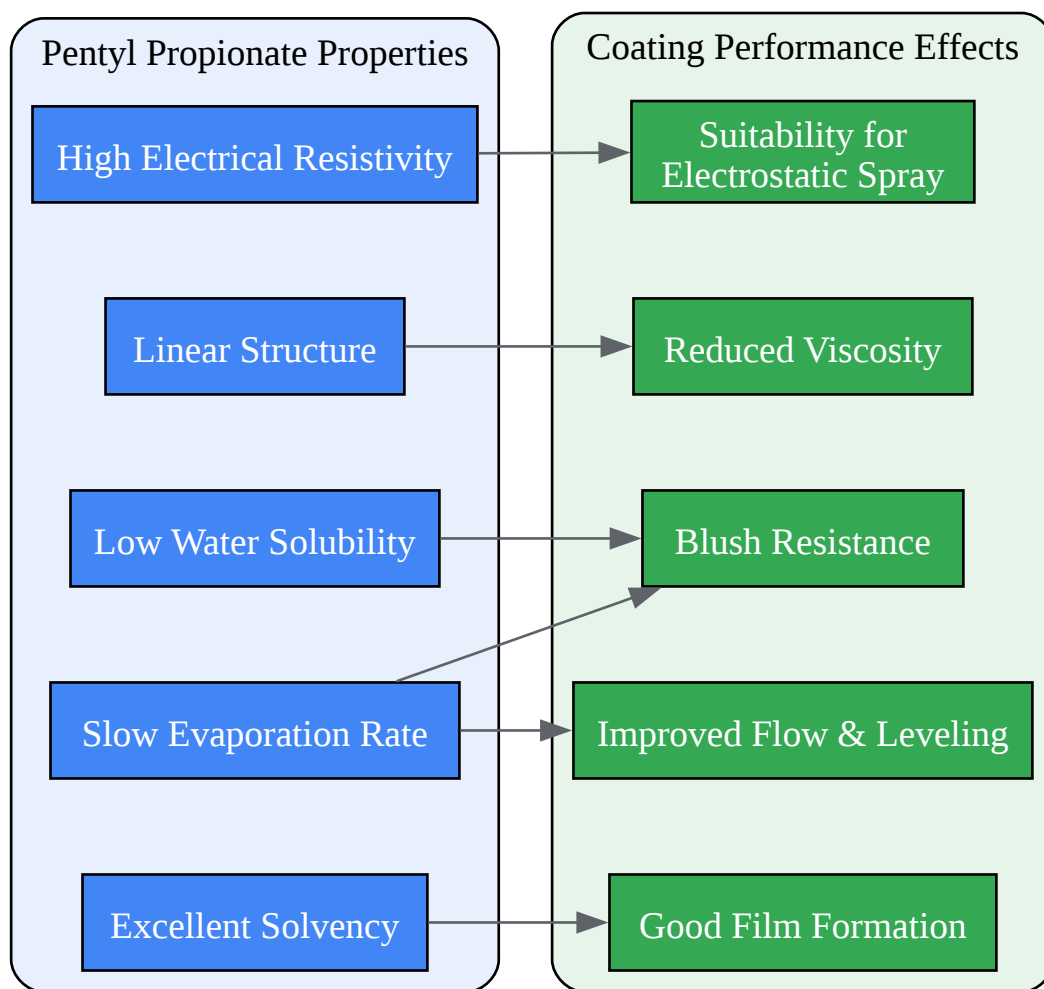 Pentyl Propionate Properties
Coating Performance Effects
High Electrical Resistivity
Suitability for
Electrostatic Spray
Linear Structure
Reduced Viscosity
Low Water Solubility
Blush Resistance
Slow Evaporation Rate
Improved Flow & Leveling
Excellent Solvency
Good Film Formation